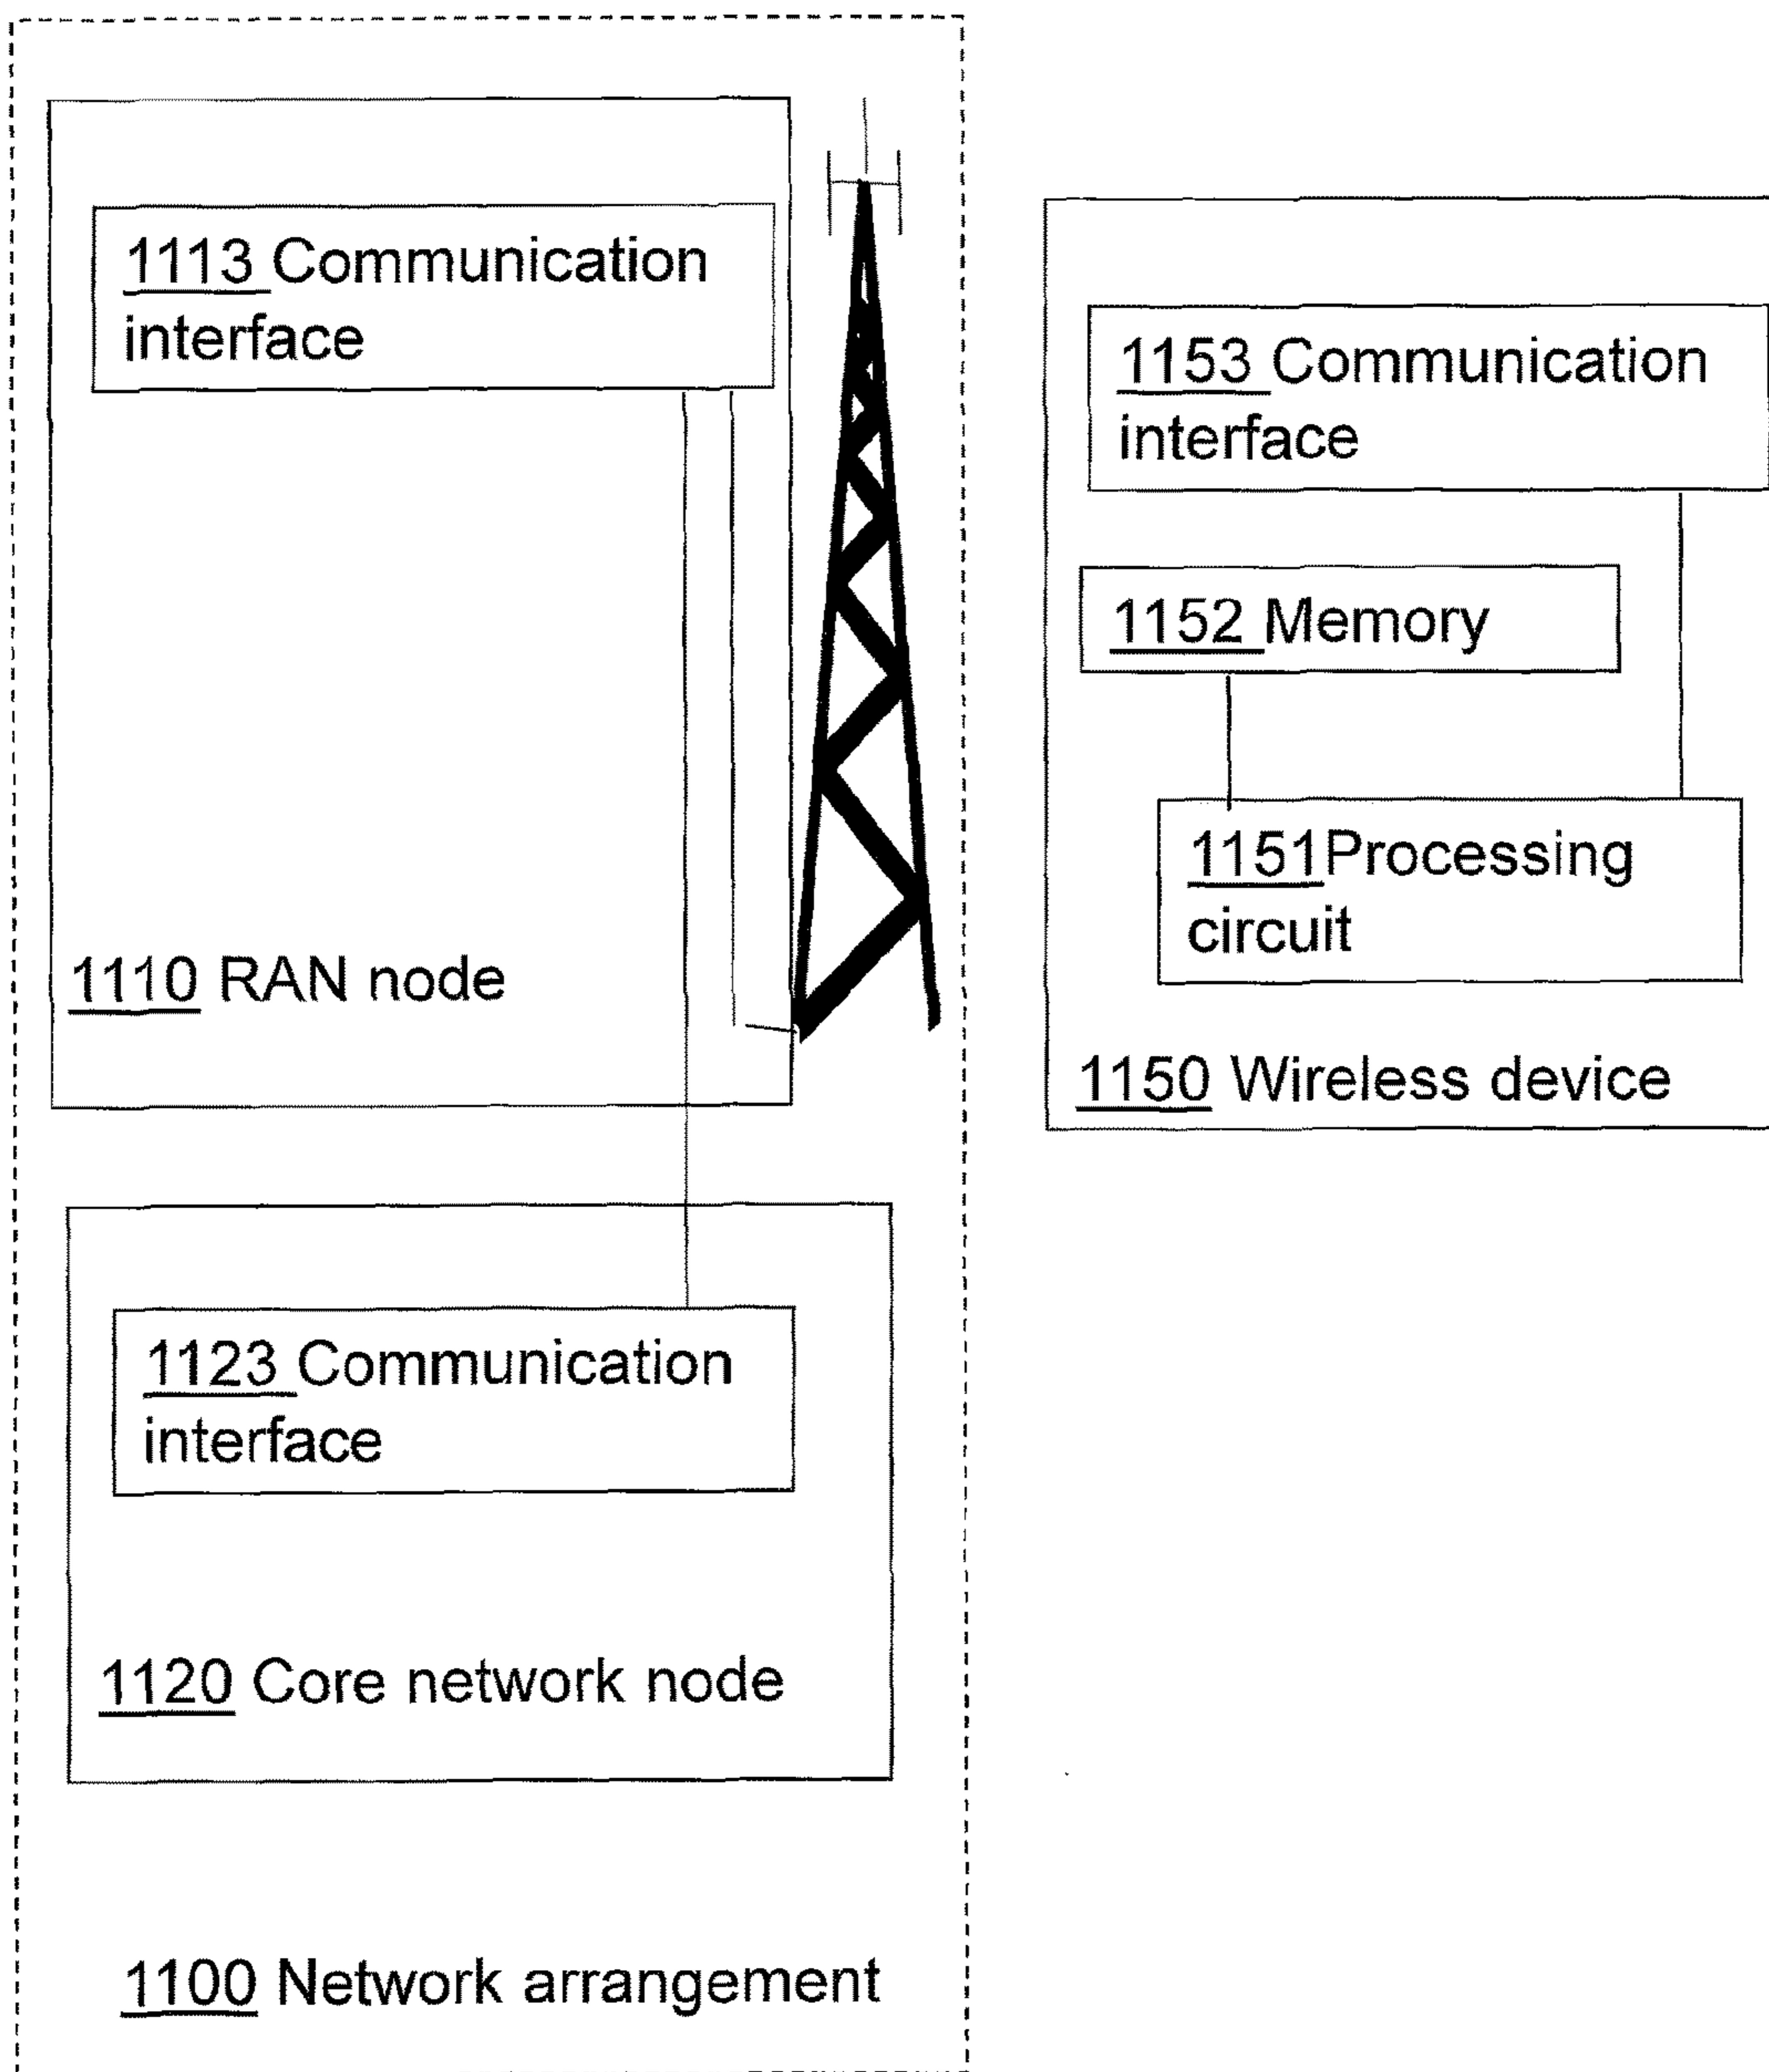 1113 Communication
interface
1110 RAN node
1123 Communication
interface
1120 Core network node
1100 Network arrangement
1153 Communication
interface
1152 Memory
1151Processing
circuit
1150 Wireless device